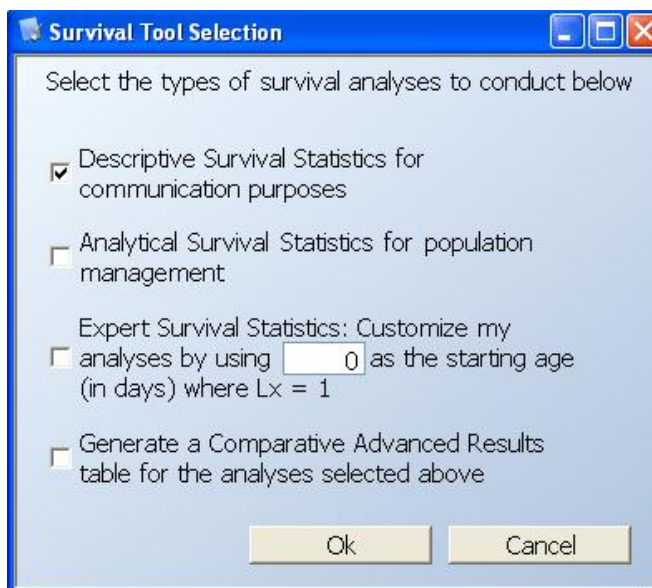 Survival Tool Selection
Select the types of survival analyses to conduct below
Descriptive Survival Statistics for
communication purposes
Analytical Survival Statistics for population
management
Expert Survival Statistics: Customize my
analyses by using 0 as the starting age
(in days) where Lx = 1
Generate a Comparative Advanced Results
table for the analyses selected above
Ok Cancel